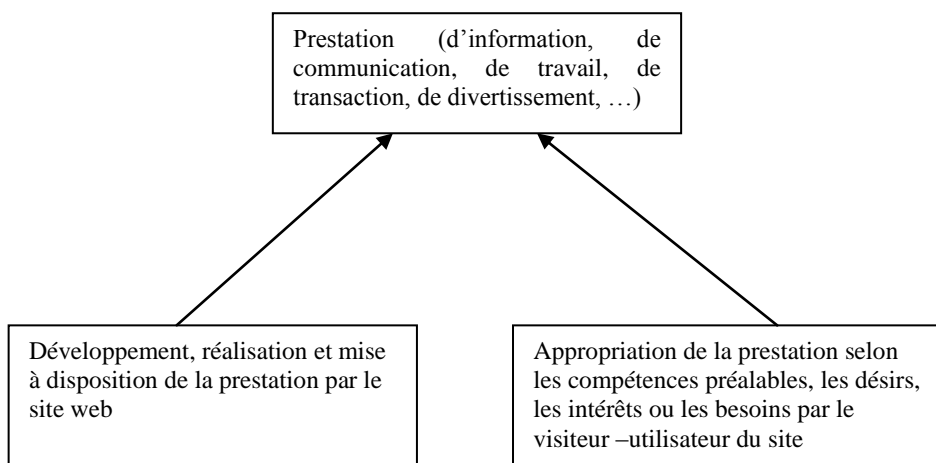 Prestation (d’information, de
communication, de travail, de
transaction, de divertissement, …)
Développement, réalisation et mise
à disposition de la prestation par le
site web
Appropriation de la prestation selon
les compétences préalables, les désirs,
les intérêts ou les besoins par le
visiteur –utilisateur du site